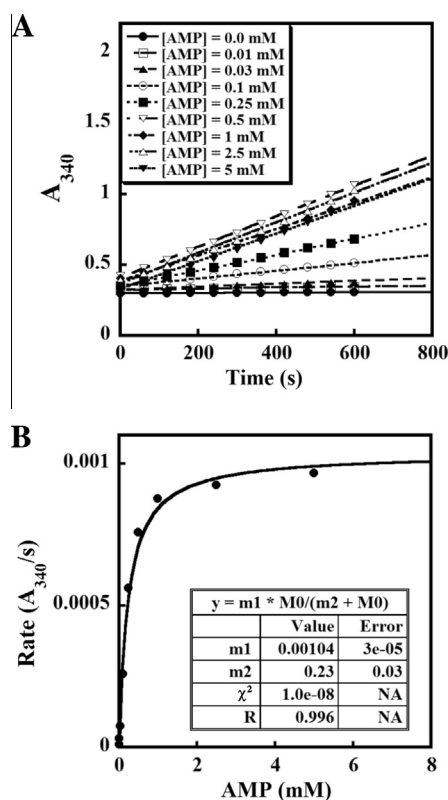 A
[AMP] = 0.0 mM
[AMP] = 0.01 mM
[AMP] = 0.03 mM
[AMP] = 0.1 mM
[AMP] = 0.25 mM
[AMP] = 0.5 mM
[AMP] = 1 mM
[AMP] = 2.5 mM
[AMP] = 5 mM
2
1.5
1
0.5
0
A340
0 200 400 600 800
Time (s)
B
0.001
0.0005
0
Rate (A340/s)
y = m1 * M0/(m2 + M0)
Value Error
m1 0.00104 3e-05
m2 0.23 0.03
χ² 1.0e-08 NA
R 0.996 NA
0 2 4 6 8
AMP (mM)